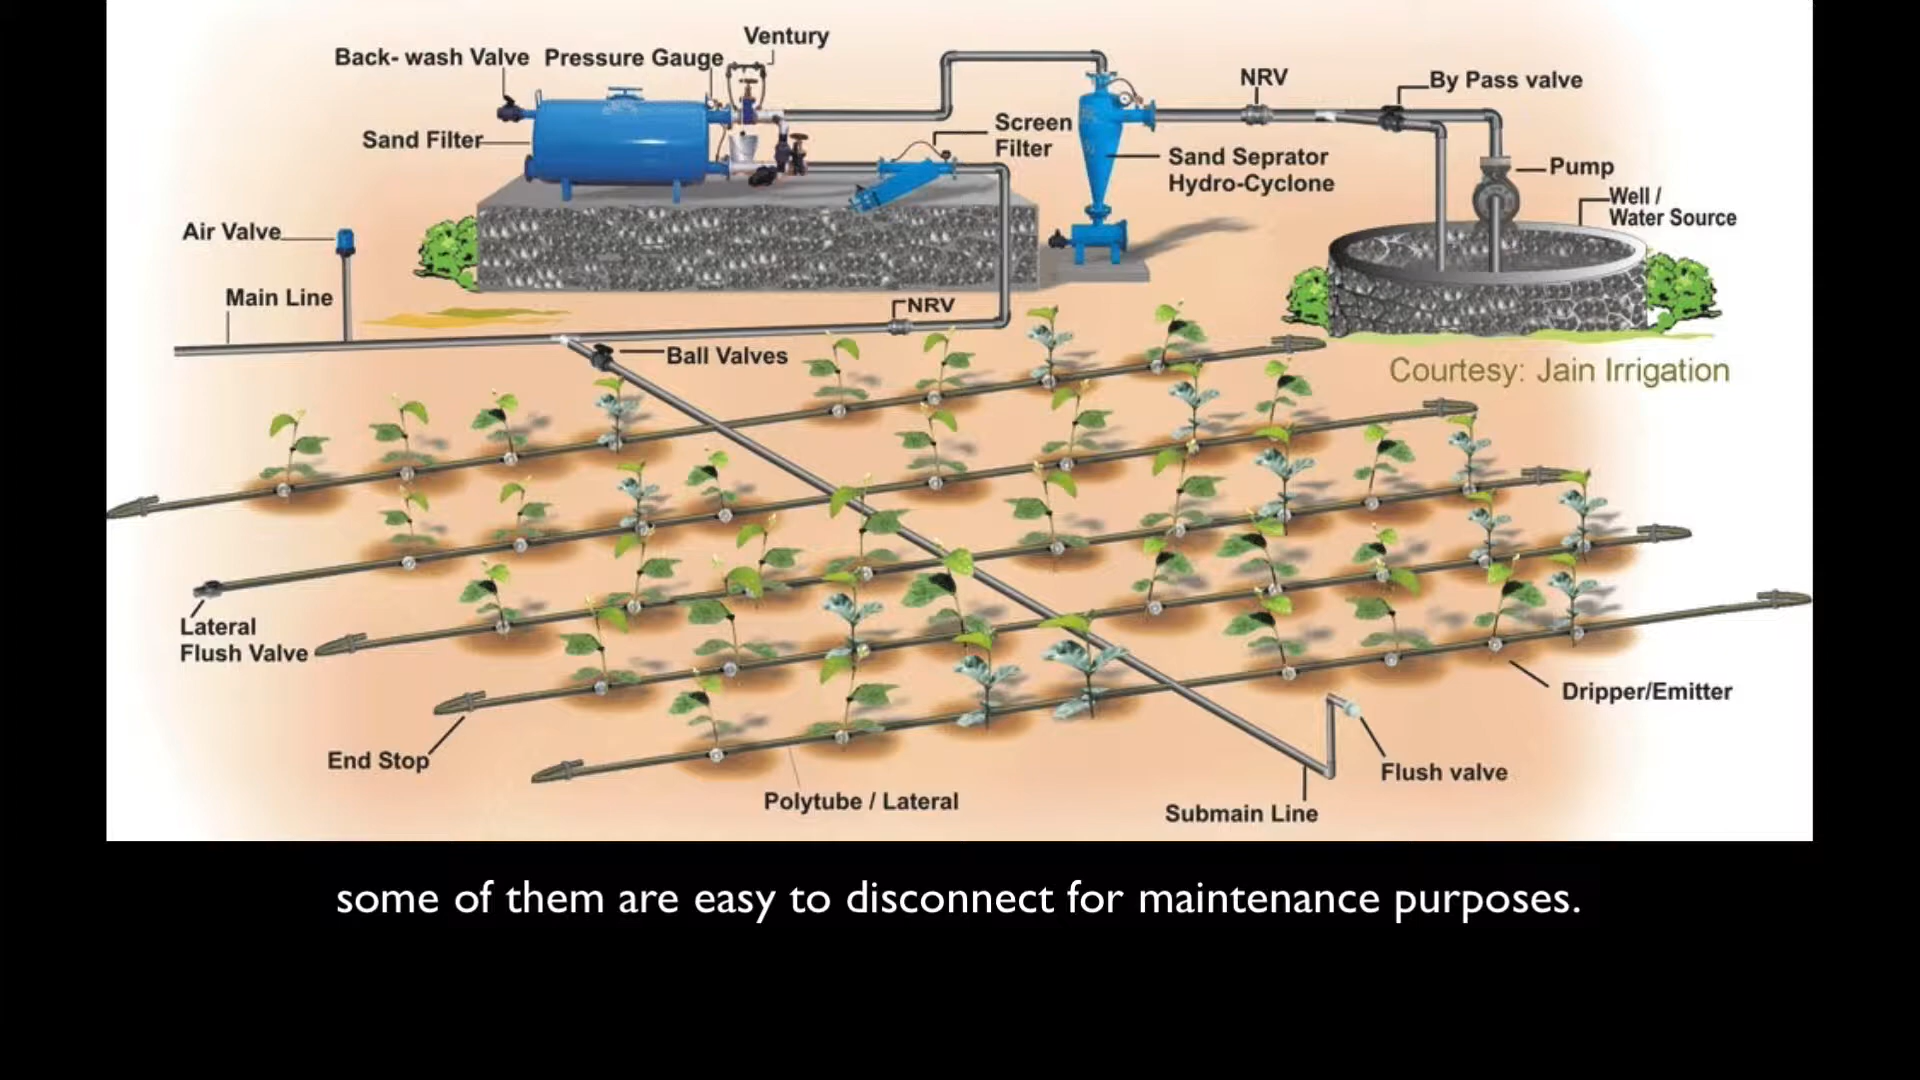 Ventury
Back- wash Valve
Pressure Gauge
NRV
By Pass valve
Sand Filter
Screen
Filter
Sand Seprator
Hydro-Cyclone
Pump
Well /
Water Source
Air Valve
Main Line
NRV
Ball Valves
Courtesy: Jain Irrigation
Lateral
Flush Valve
Dripper/Emitter
End Stop
Flush valve
Polytube / Lateral
Submain Line
some of them are easy to disconnect for maintenance purposes.